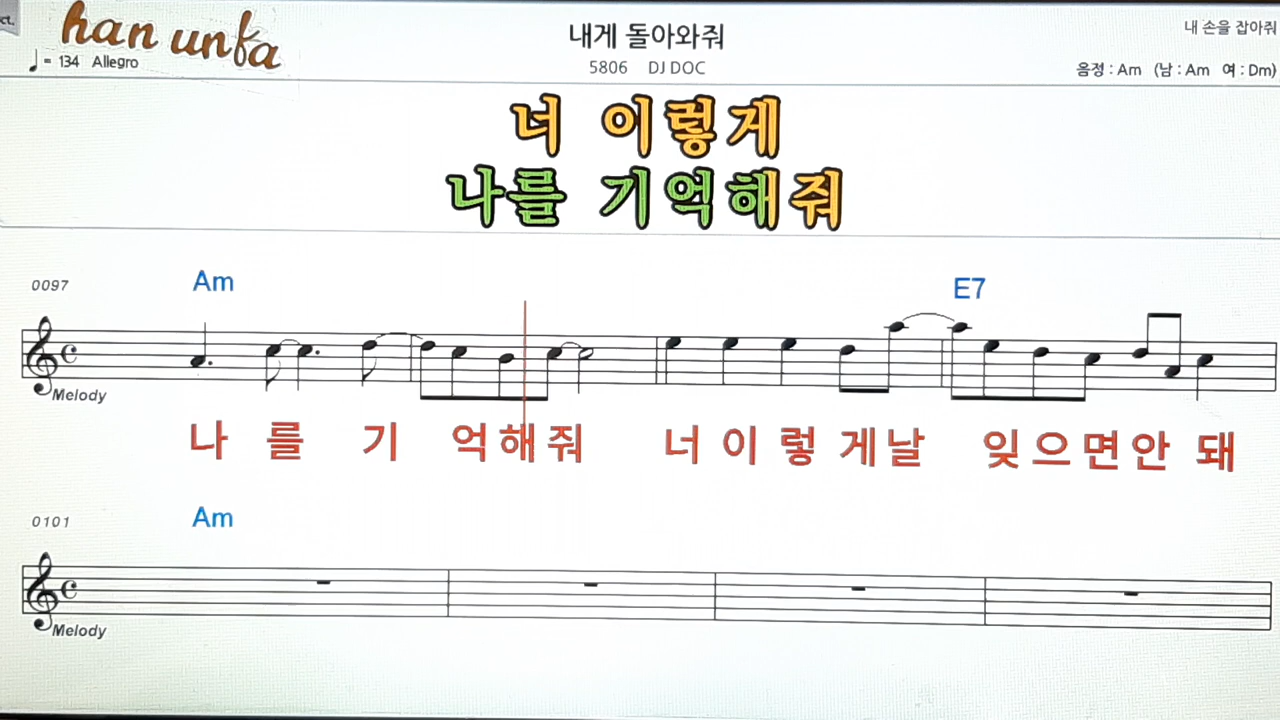 ct.
han unfa
내게 돌아와줘
내 손을 잡아줘
♩= 134 Allegro
5806 DJ DOC
음정 : Am (남 : Am 여 : Dm)
너 이렇게
나를 기억해줘
0097 Am E7
Melody
나 를 기 억 해 줘 너 이 렇 게 날 잊 으 면 안 돼
0101 Am
Melody